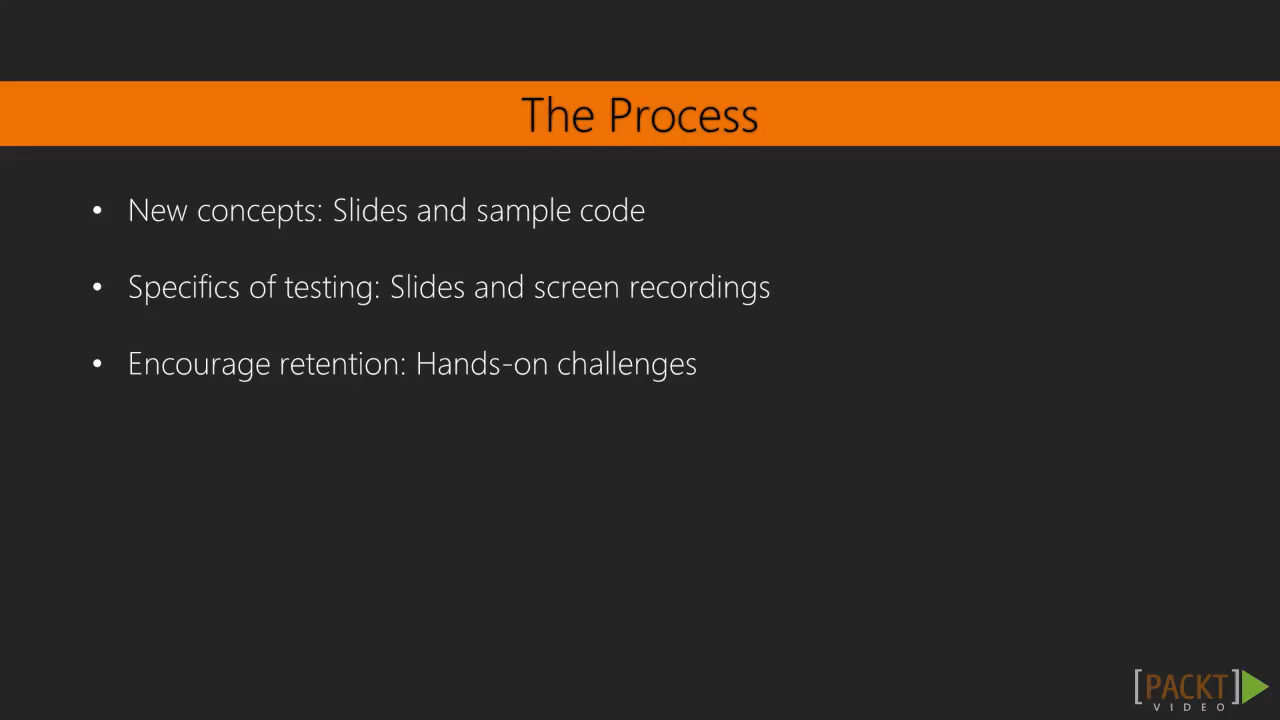 The Process
• New concepts: Slides and sample code
• Specifics of testing: Slides and screen recordings
• Encourage retention: Hands-on challenges
[PACKT]
VIDEO